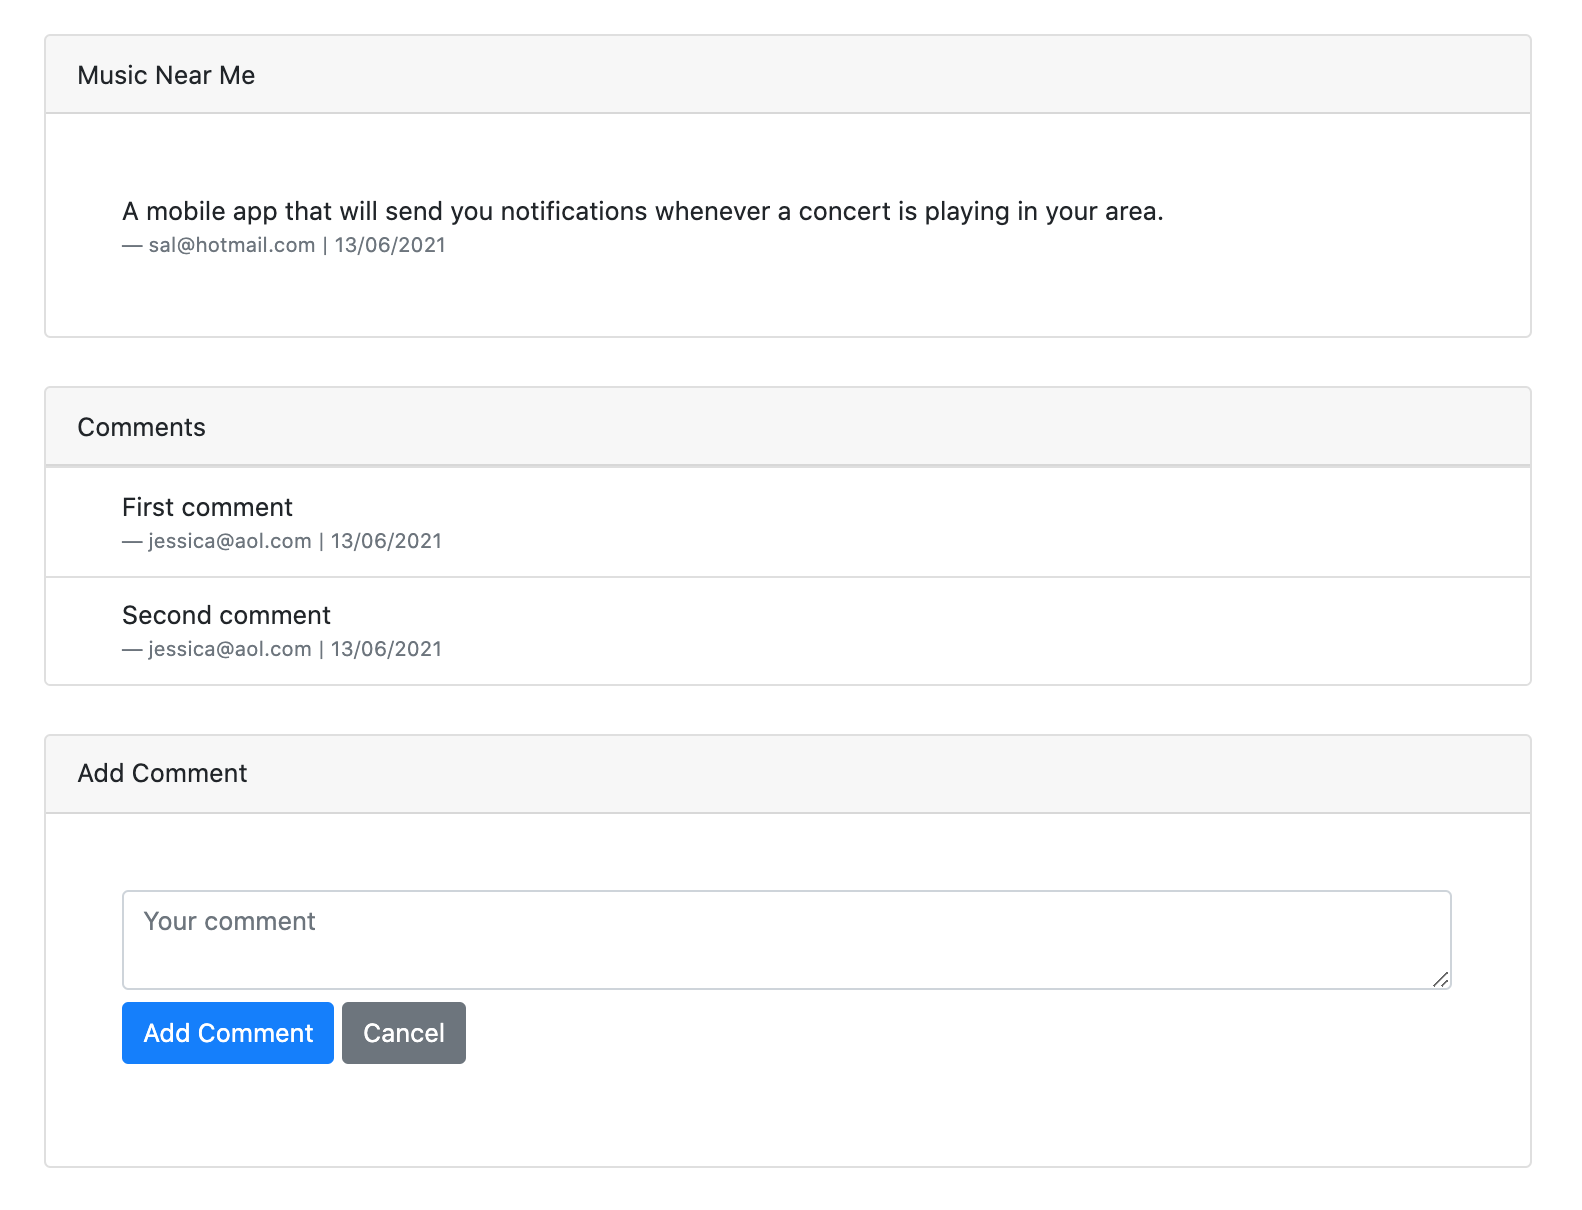 Music Near Me
A mobile app that will send you notifications whenever a concert is playing in your area.
— sal@hotmail.com | 13/06/2021
Comments
First comment
— jessica@aol.com | 13/06/2021
Second comment
— jessica@aol.com | 13/06/2021
Add Comment
Your comment
Add Comment Cancel